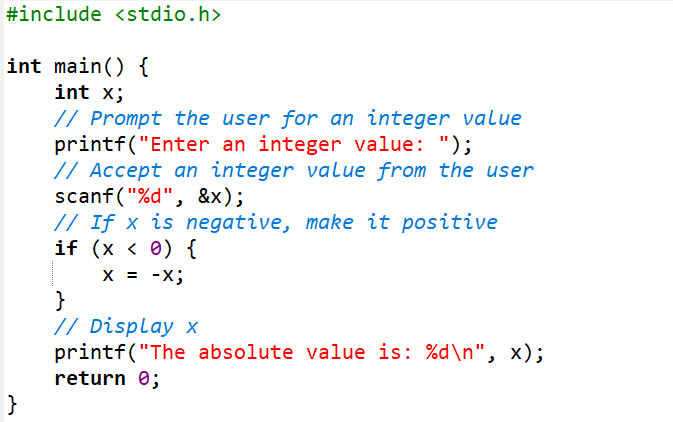 #include <stdio.h>
int main() {
    int x;
    // Prompt the user for an integer value
    printf("Enter an integer value: ");
    // Accept an integer value from the user
    scanf("%d", &x);
    // If x is negative, make it positive
    if (x < 0) {
        x = -x;
    }
    // Display x
    printf("The absolute value is: %d\n", x);
    return 0;
}